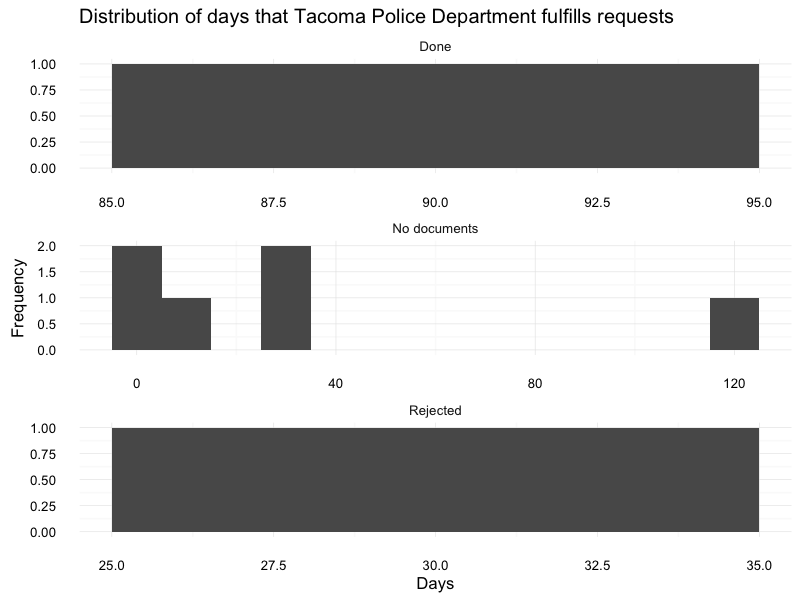 Distribution of days that Tacoma Police Department fulfills requests
Done
1.00
0.75
0.50
0.25
0.00
85.0 87.5 90.0 92.5 95.0
No documents
2.0
1.5
1.0
0.5
0.0
0 40 80 120
Frequency
Rejected
1.00
0.75
0.50
0.25
0.00
25.0 27.5 30.0 32.5 35.0
Days